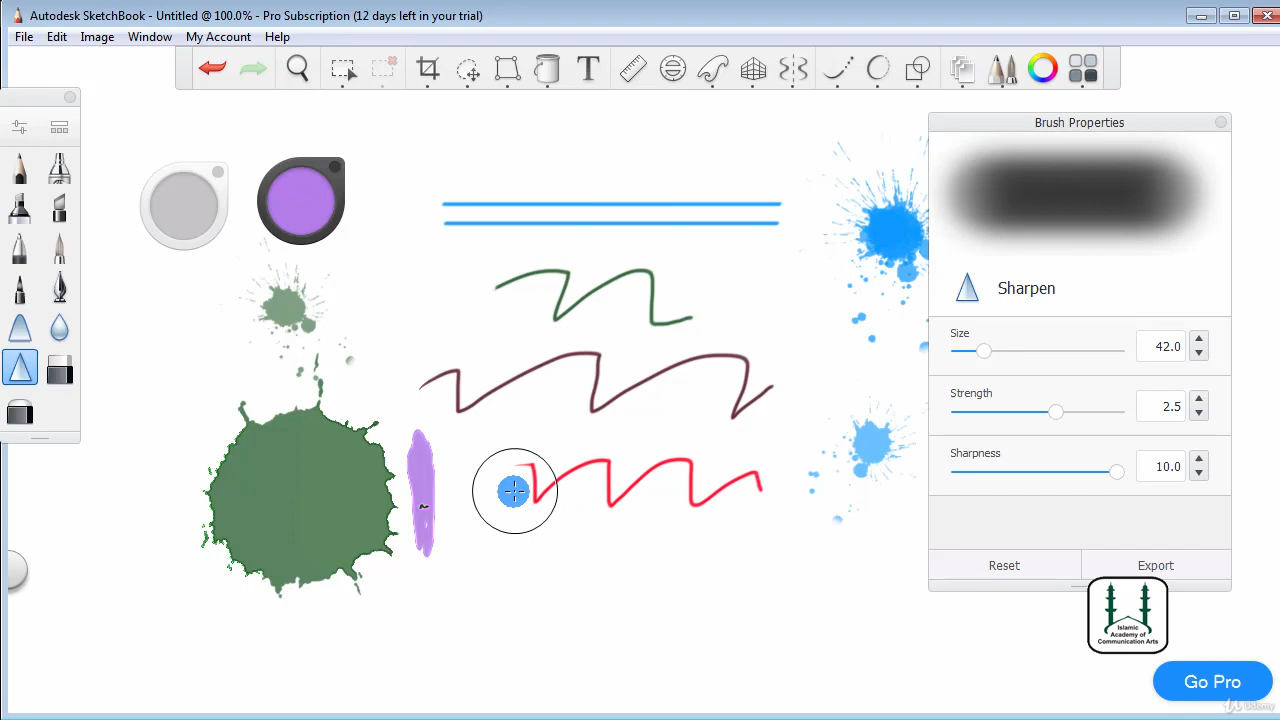 Autodesk SketchBook - Untitled @ 100.0% - Pro Subscription (12 days left in your trial)
File Edit Image Window My Account Help
T
Brush Properties
Sharpen
Size
42.0
Strength
2.5
Sharpness
10.0
Reset Export
Islamic
Academy of
Communication Arts
Go Pro
Udemy